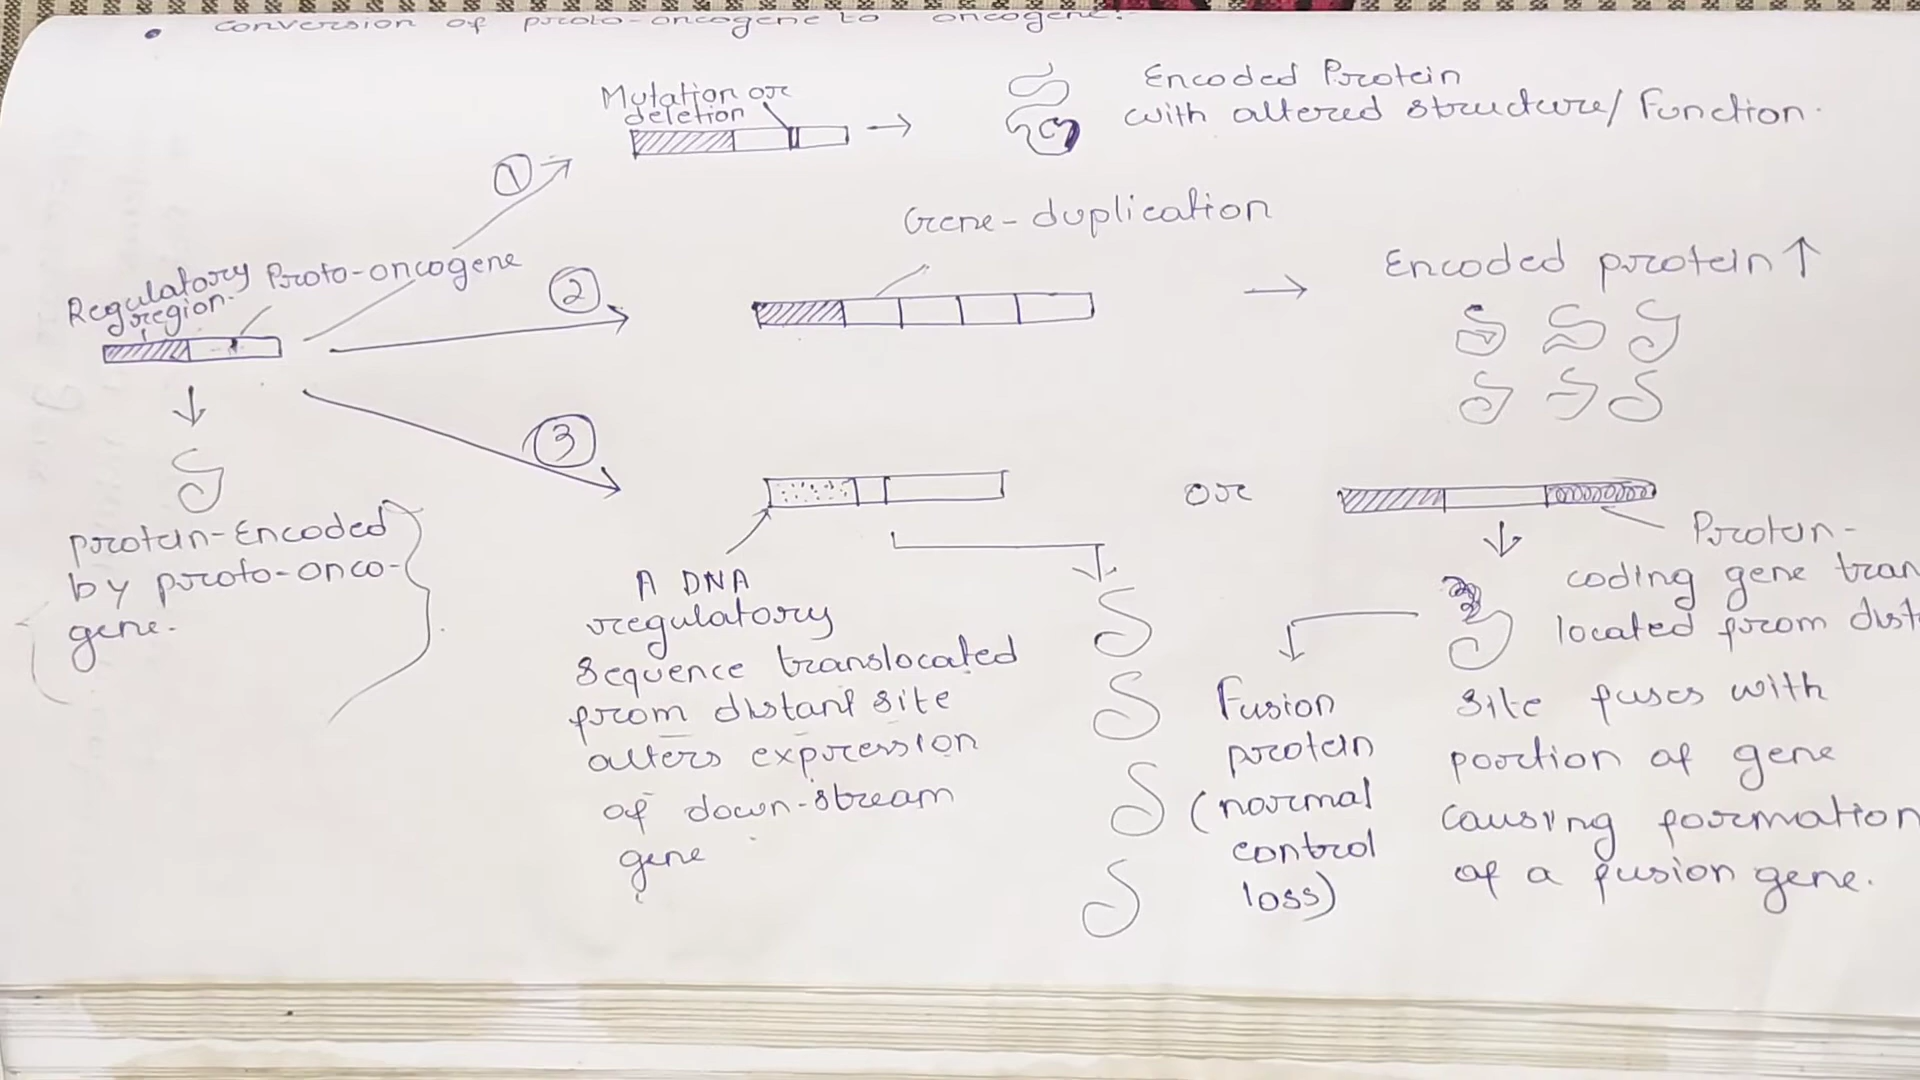 • conversion of proto-oncogene to oncogene:-
Mutation or
deletion
Encoded Protein
with altered structure/Function.
①
Gene-duplication
Regulatory
region.
Proto-oncogene
②
Encoded protein ↑
③
or
protein-Encoded
by proto-onco-
gene.
A DNA
regulatory
sequence translocated
from distant site
alters expression
of down-stream
gene
Fusion
protein
(normal
control
loss)
Protein-
coding gene tran
located from dist
site fuses with
portion of gene
causing formation
of a fusion gene.